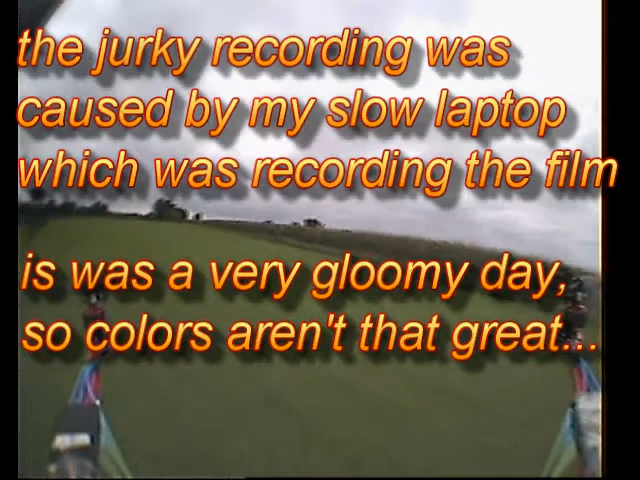 the jurky recording was
caused by my slow laptop
which was recording the film
is was a very gloomy day,
so colors aren't that great...